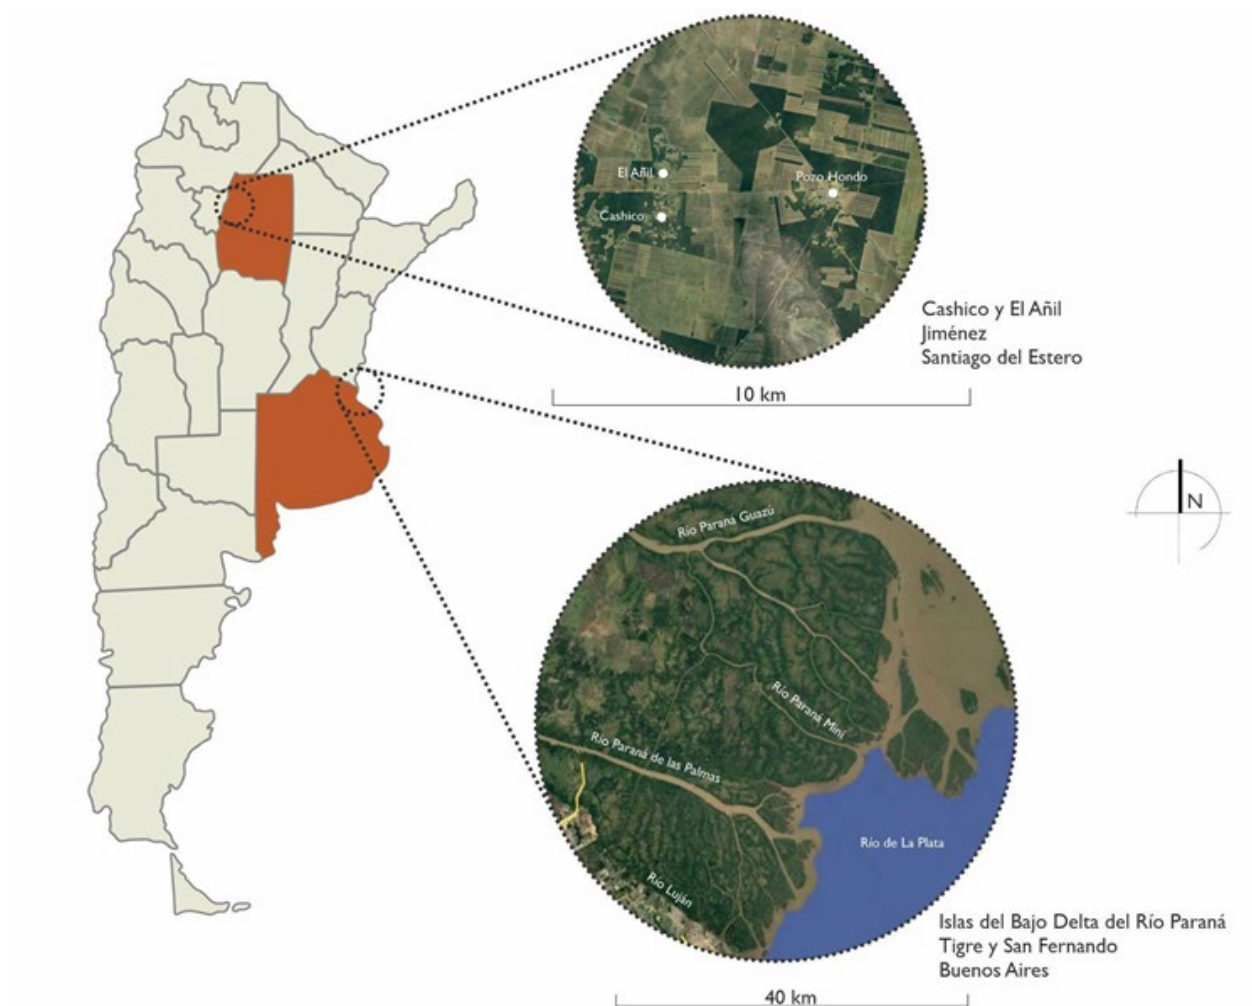 El Añil
Pozo Hondo
Cashico
Cashico y El Añil
Jiménez
Santiago del Estero
10 km
N
Río Paraná Guazú
Río Paraná Miní
Río Paraná de las Palmas
Río de La Plata
Río Luján
Islas del Bajo Delta del Río Paraná
Tigre y San Fernando
Buenos Aires
40 km